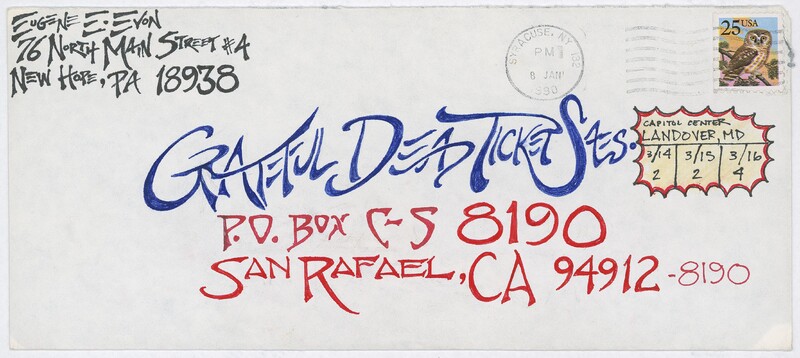 EUGENE E. EVON
76 NORTH MAIN STREET #4
NEW HOPE, PA 18938
SYRACUSE, NY 132
PM
8 JAN
1990
25 USA
GRATEFUL DEAD TICKET SALES.
CAPITOL CENTER
LANDOVER, MD
3/14 3/15 3/16
2 2 4
P.O. BOX C-S 8190
SAN RAFAEL, CA 94912-8190